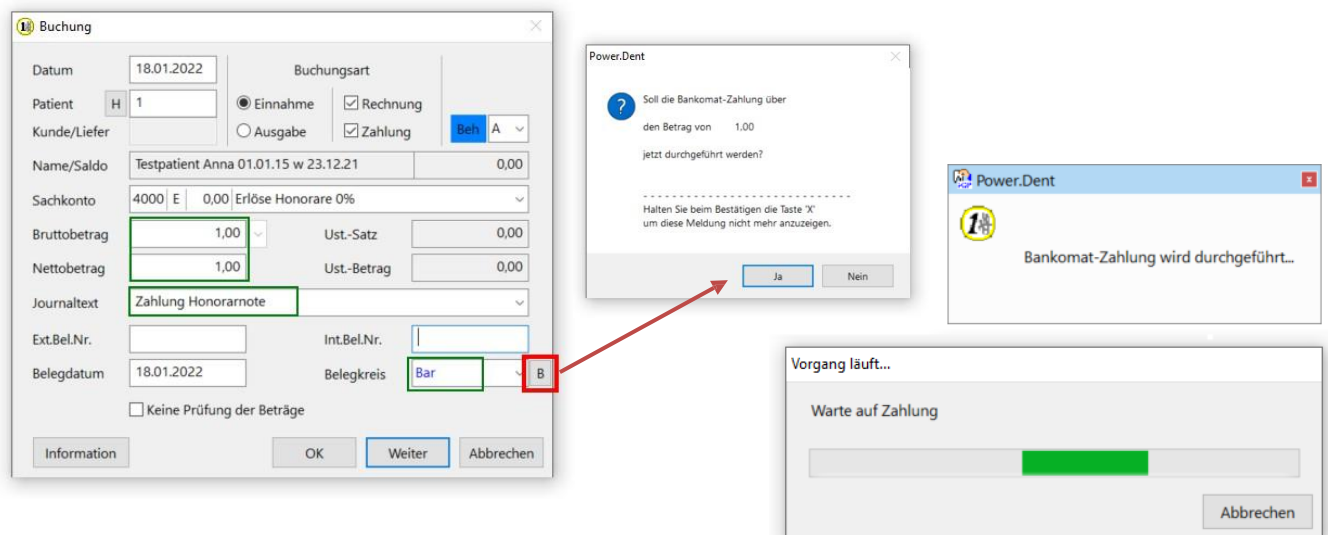 Buchung
Datum 18.01.2022 Buchungsart
Patient H 1 Einnahme Rechnung
Kunde/Liefer Ausgabe Zahlung Beh A
Name/Saldo Testpatient Anna 01.01.15 w 23.12.21 0,00
Sachkonto 4000 E 0,00 Erlöse Honorare 0%
Bruttobetrag 1,00 Ust.-Satz 0,00
Nettobetrag 1,00 Ust.-Betrag 0,00
Journaltext Zahlung Honorarnote
Ext.Bel.Nr. Int.Bel.Nr.
Belegdatum 18.01.2022 Belegkreis Bar B
Keine Prüfung der Beträge
Information OK Weiter Abbrechen
Power.Dent
Soll die Bankomat-Zahlung über
den Betrag von 1.00
jetzt durchgeführt werden?
- - - - - - - - - - - - - - - - - - - - - - - - - - - - -
Halten Sie beim Bestätigen die Taste 'X'
um diese Meldung nicht mehr anzuzeigen.
Ja Nein
Power.Dent
Bankomat-Zahlung wird durchgeführt...
Vorgang läuft...
Warte auf Zahlung
Abbrechen